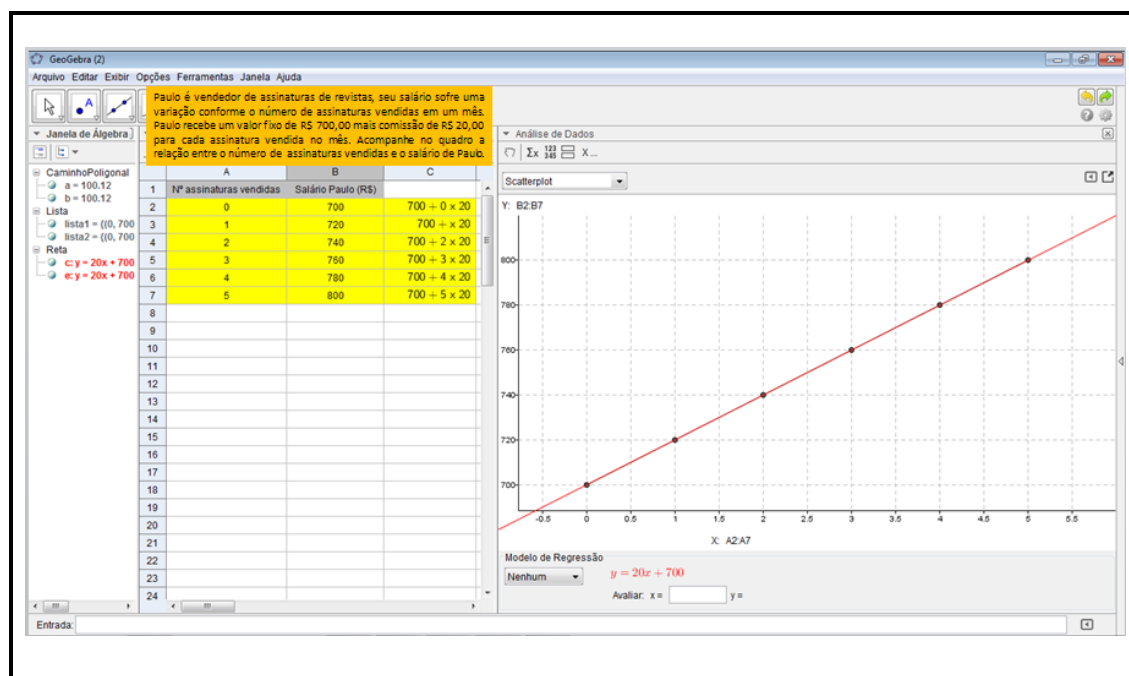 GeoGebra (2)
Arquivo Editar Exibir Opções Ferramentas Janela Ajuda
Paulo é vendedor de assinaturas de revistas, seu salário sofre uma
variação conforme o número de assinaturas vendidas em um mês.
Paulo recebe um valor fixo de R$ 700,00 mais comissão de R$ 20,00
para cada assinatura vendida no mês. Acompanhe no quadro a
relação entre o número de assinaturas vendidas e o salário de Paulo.
Janela de Álgebra
CaminhoPoligonal
a = 100.12
b = 100.12
Lista
lista1 = {(0, 700
lista2 = {(0, 700
Reta
c: y = 20x + 700
e: y = 20x + 700
A B C
1 Nº assinaturas vendidas Salário Paulo (R$)
2 0 700 700 + 0 x 20
3 1 720 700 + x 20
4 2 740 700 + 2 x 20
5 3 760 700 + 3 x 20
6 4 780 700 + 4 x 20
7 5 800 700 + 5 x 20
8
9
10
11
12
13
14
15
16
17
18
19
20
21
22
23
24
Análise de Dados
Σx 123 345 X...
Scatterplot
Y: B2:B7
800
780
760
740
720
700
-0.5 0 0.5 1 1.5 2 2.5 3 3.5 4 4.5 5 5.5
X: A2:A7
Modelo de Regressão
Nenhum y = 20x + 700
Avaliar: x = y =
Entrada: